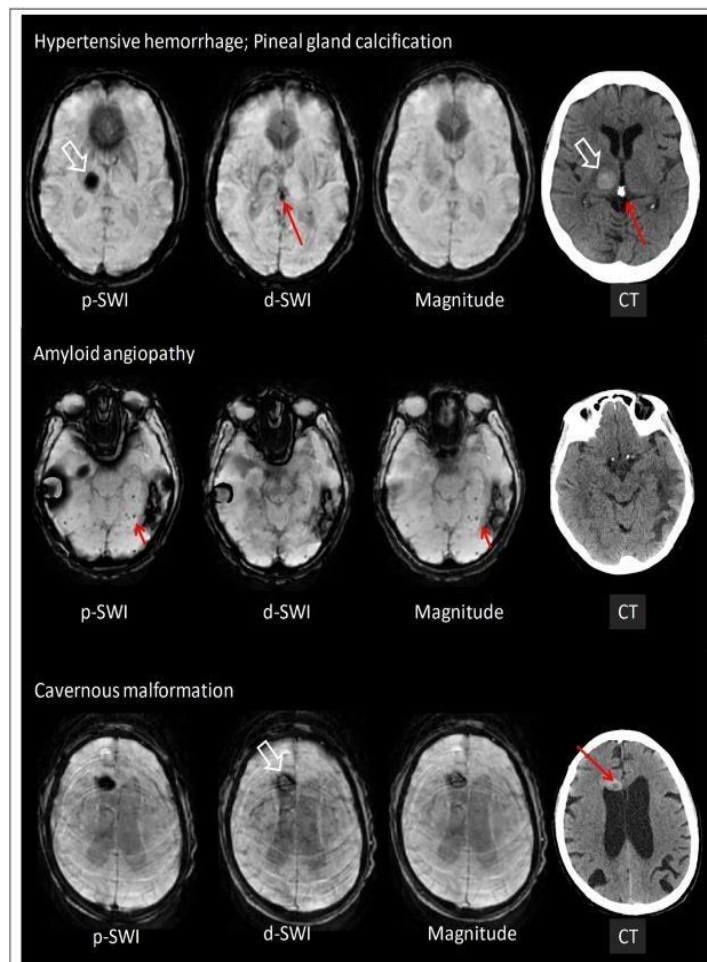 Hypertensive hemorrhage; Pineal gland calcification
p-SWI d-SWI Magnitude CT
Amyloid angiopathy
p-SWI d-SWI Magnitude CT
Cavernous malformation
p-SWI d-SWI Magnitude CT